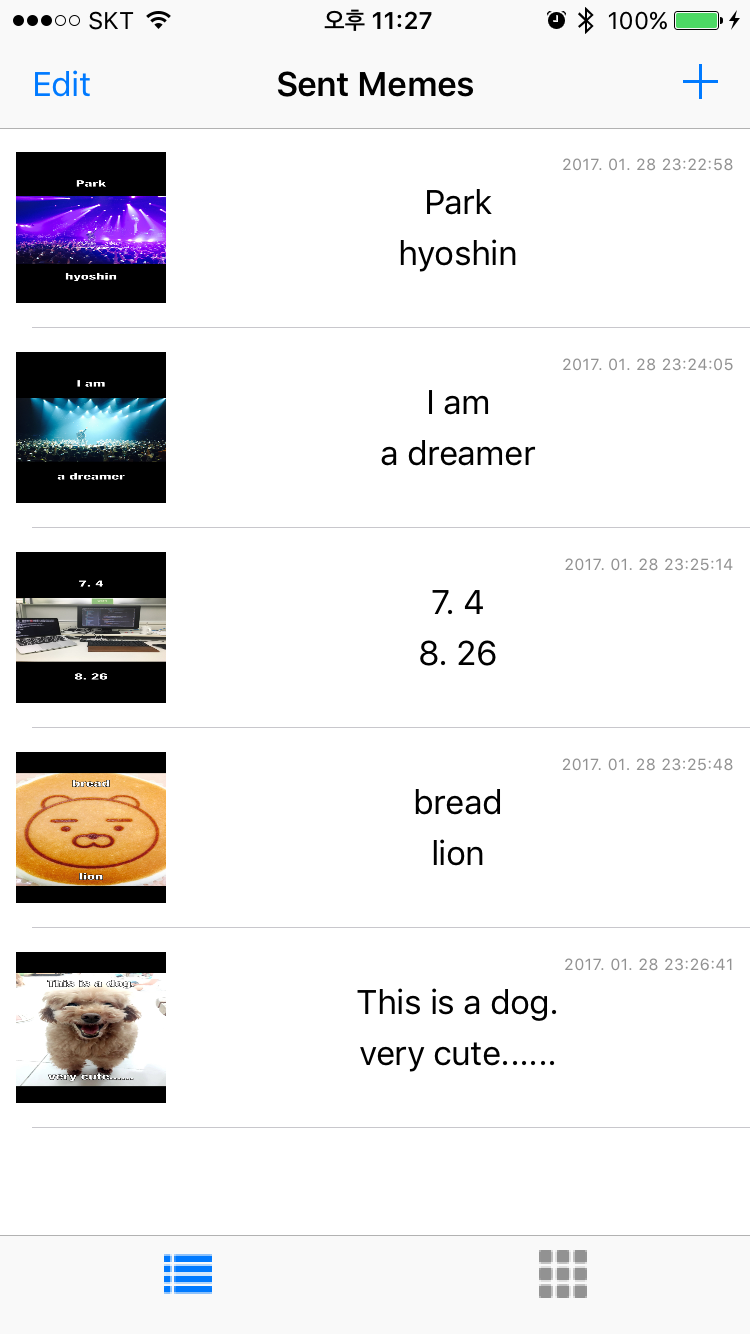 SKT 오후 11:27 100%
Edit Sent Memes
2017. 01. 28 23:22:58
Park
hyoshin
Park
hyoshin
2017. 01. 28 23:24:05
I am
a dreamer
I am
a dreamer
2017. 01. 28 23:25:14
7. 4
8. 26
7. 4
8. 26
2017. 01. 28 23:25:48
bread
lion
bread
lion
2017. 01. 28 23:26:41
This is a dog.
very cute......
This is a dog.
very cute......